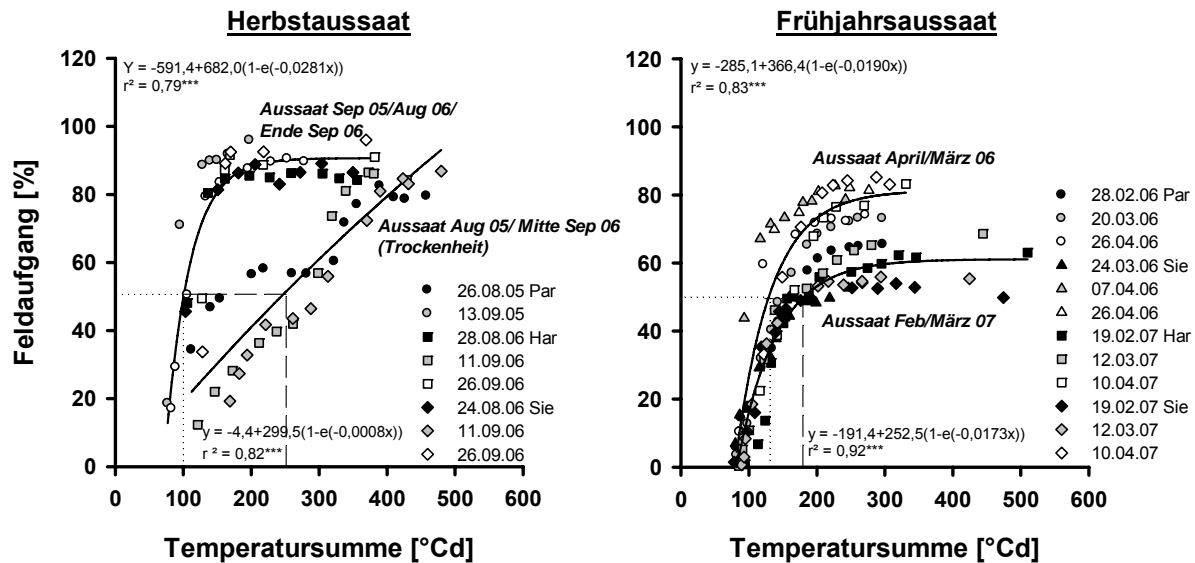 Herbstaussaat
Feldaufgang [%]
120
100
80
60
40
20
0
Y = -591,4+682,0(1-e(-0,0281x))
r² = 0,79***
Aussaat Sep 05/Aug 06/
Ende Sep 06
Aussaat Aug 05/ Mitte Sep 06
(Trockenheit)
y = -4,4+299,5(1-e(-0,0008x))
r² = 0,82***
26.08.05 Par
13.09.05
28.08.06 Har
11.09.06
26.09.06
24.08.06 Sie
11.09.06
26.09.06
0 100 200 300 400 500 600
Temperatursumme [°Cd]
Frühjahrsaussaat
120
100
80
60
40
20
0
y = -285,1+366,4(1-e(-0,0190x))
r² = 0,83***
Aussaat April/März 06
Aussaat Feb/März 07
y = -191,4+252,5(1-e(-0,0173x))
r² = 0,92***
28.02.06 Par
20.03.06
26.04.06
24.03.06 Sie
07.04.06
26.04.06
19.02.07 Har
12.03.07
10.04.07
19.02.07 Sie
12.03.07
10.04.07
0 100 200 300 400 500 600
Temperatursumme [°Cd]